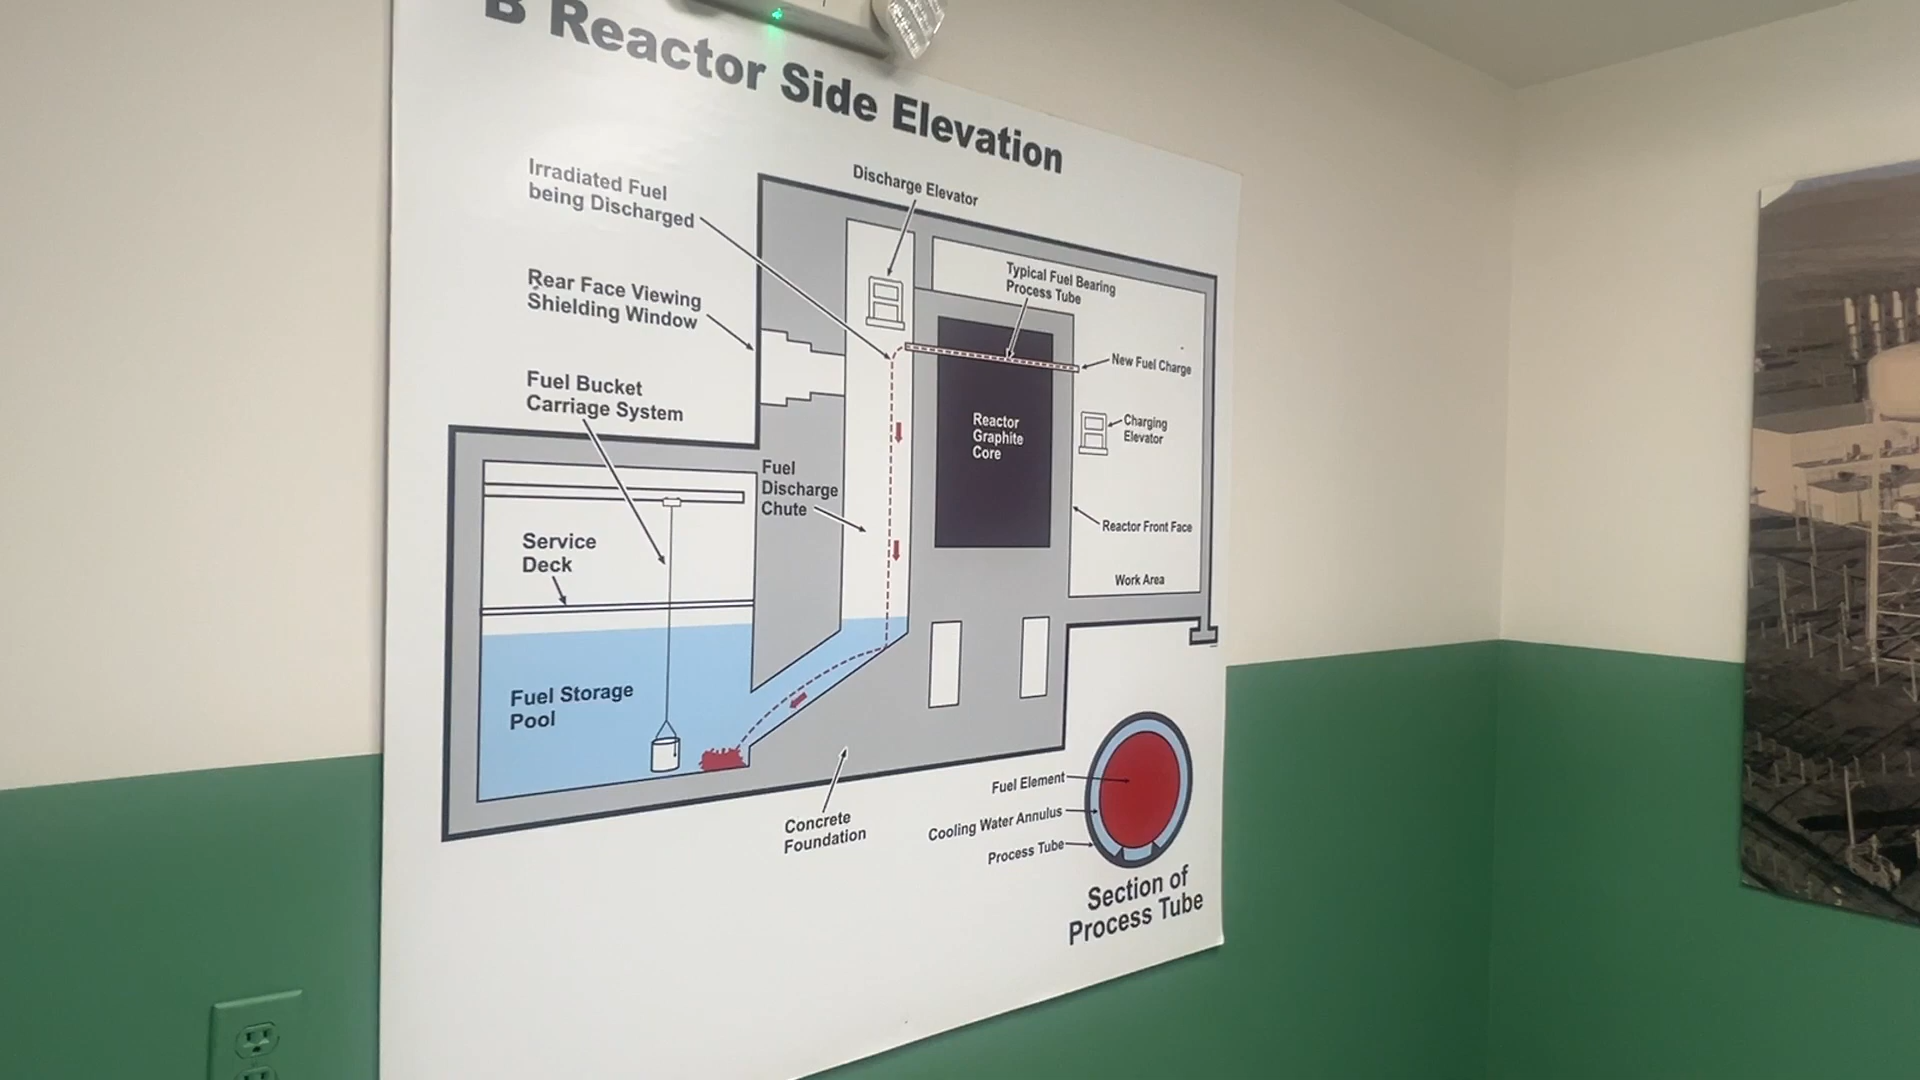 B Reactor Side Elevation
Irradiated Fuel
being Discharged
Discharge Elevator
Rear Face Viewing
Shielding Window
Typical Fuel Bearing
Process Tube
New Fuel Charge
Fuel Bucket
Carriage System
Reactor
Graphite
Core
Charging
Elevator
Fuel
Discharge
Chute
Service
Deck
Reactor Front Face
Work Area
Fuel Storage
Pool
Fuel Element
Cooling Water Annulus
Process Tube
Concrete
Foundation
Section of
Process Tube